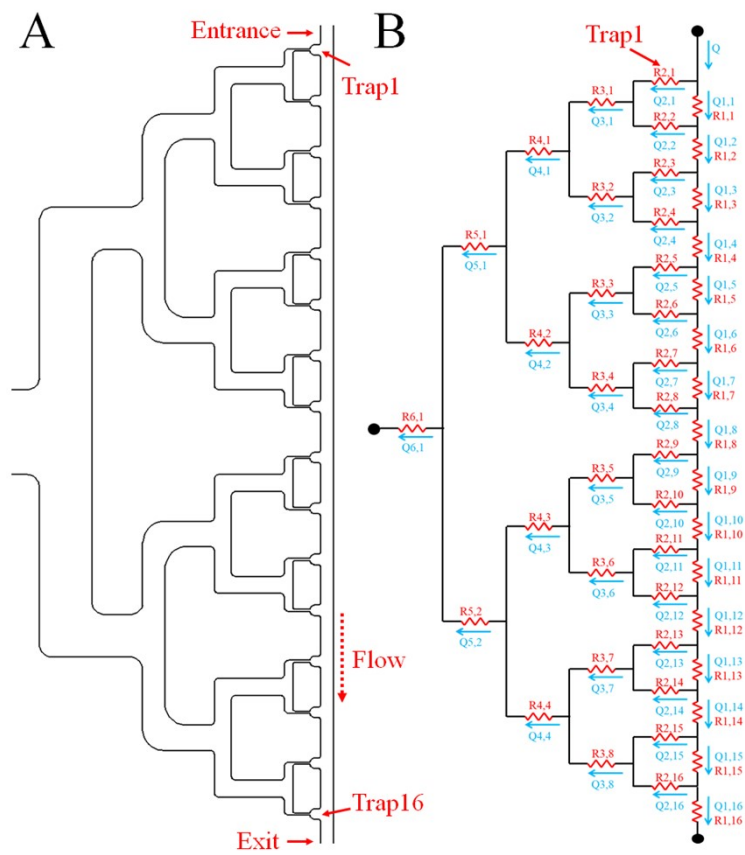 A
Entrance
Trap1
Flow
Trap16
Exit
B
Trap1
Q
R2,1
Q2,1
Q1,1
R1,1
R3,1
Q3,1
R2,2
Q2,2
Q1,2
R1,2
R4,1
Q4,1
R2,3
Q2,3
Q1,3
R1,3
R3,2
Q3,2
R2,4
Q2,4
Q1,4
R1,4
R5,1
Q5,1
R2,5
Q2,5
Q1,5
R1,5
R3,3
Q3,3
R2,6
Q2,6
Q1,6
R1,6
R4,2
Q4,2
R2,7
Q2,7
Q1,7
R1,7
R3,4
Q3,4
R2,8
Q2,8
Q1,8
R1,8
R6,1
Q6,1
R2,9
Q2,9
Q1,9
R1,9
R3,5
Q3,5
R2,10
Q2,10
Q1,10
R1,10
R4,3
Q4,3
R2,11
Q2,11
Q1,11
R1,11
R3,6
Q3,6
R2,12
Q2,12
Q1,12
R1,12
R5,2
Q5,2
R2,13
Q2,13
Q1,13
R1,13
R3,7
Q3,7
R2,14
Q2,14
Q1,14
R1,14
R4,4
Q4,4
R2,15
Q2,15
Q1,15
R1,15
R3,8
Q3,8
R2,16
Q2,16
Q1,16
R1,16